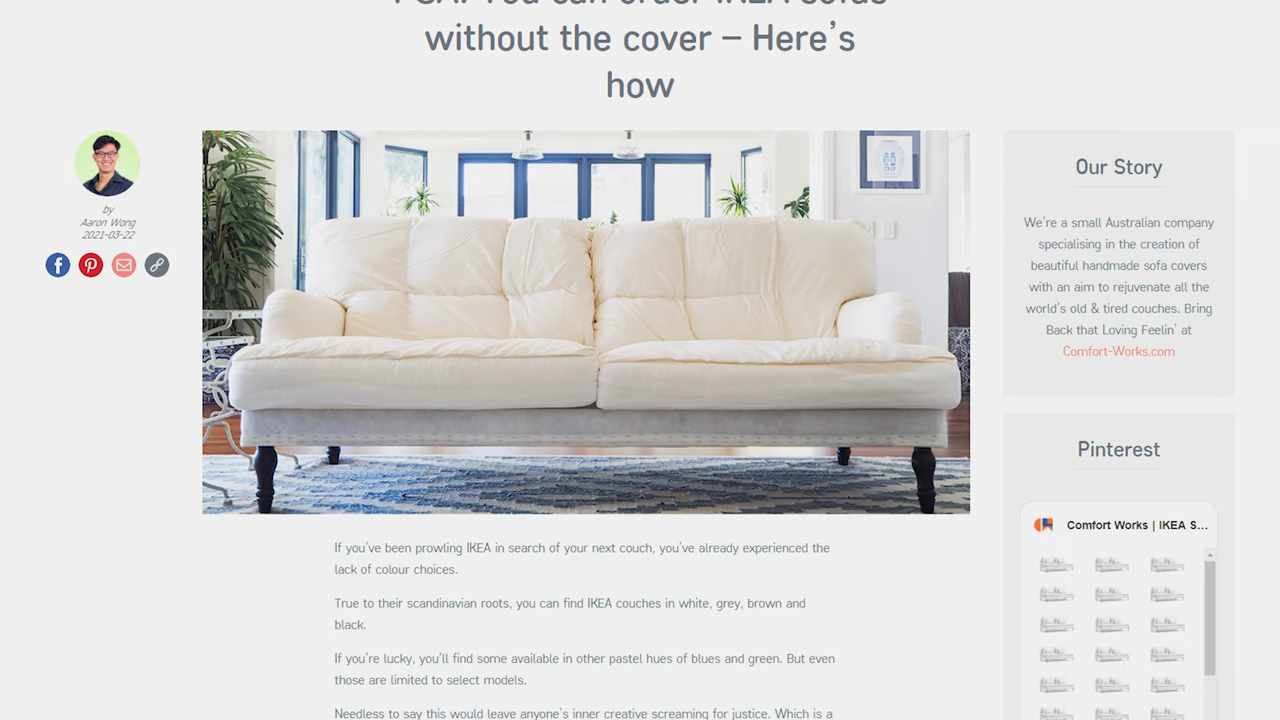 PSA: You can order IKEA sofas
without the cover – Here's
how
by
Aaron Wong
2021-03-22
If you've been prowling IKEA in search of your next couch, you've already experienced the
lack of colour choices.
True to their scandinavian roots, you can find IKEA couches in white, grey, brown and
black.
If you're lucky, you'll find some available in other pastel hues of blues and green. But even
those are limited to select models.
Needless to say this would leave anyone's inner creative screaming for justice. Which is a
Our Story
We're a small Australian company
specialising in the creation of
beautiful handmade sofa covers
with an aim to rejuvenate all the
world's old & tired couches. Bring
Back that Loving Feelin' at
Comfort-Works.com
Pinterest
Comfort Works | IKEA S...